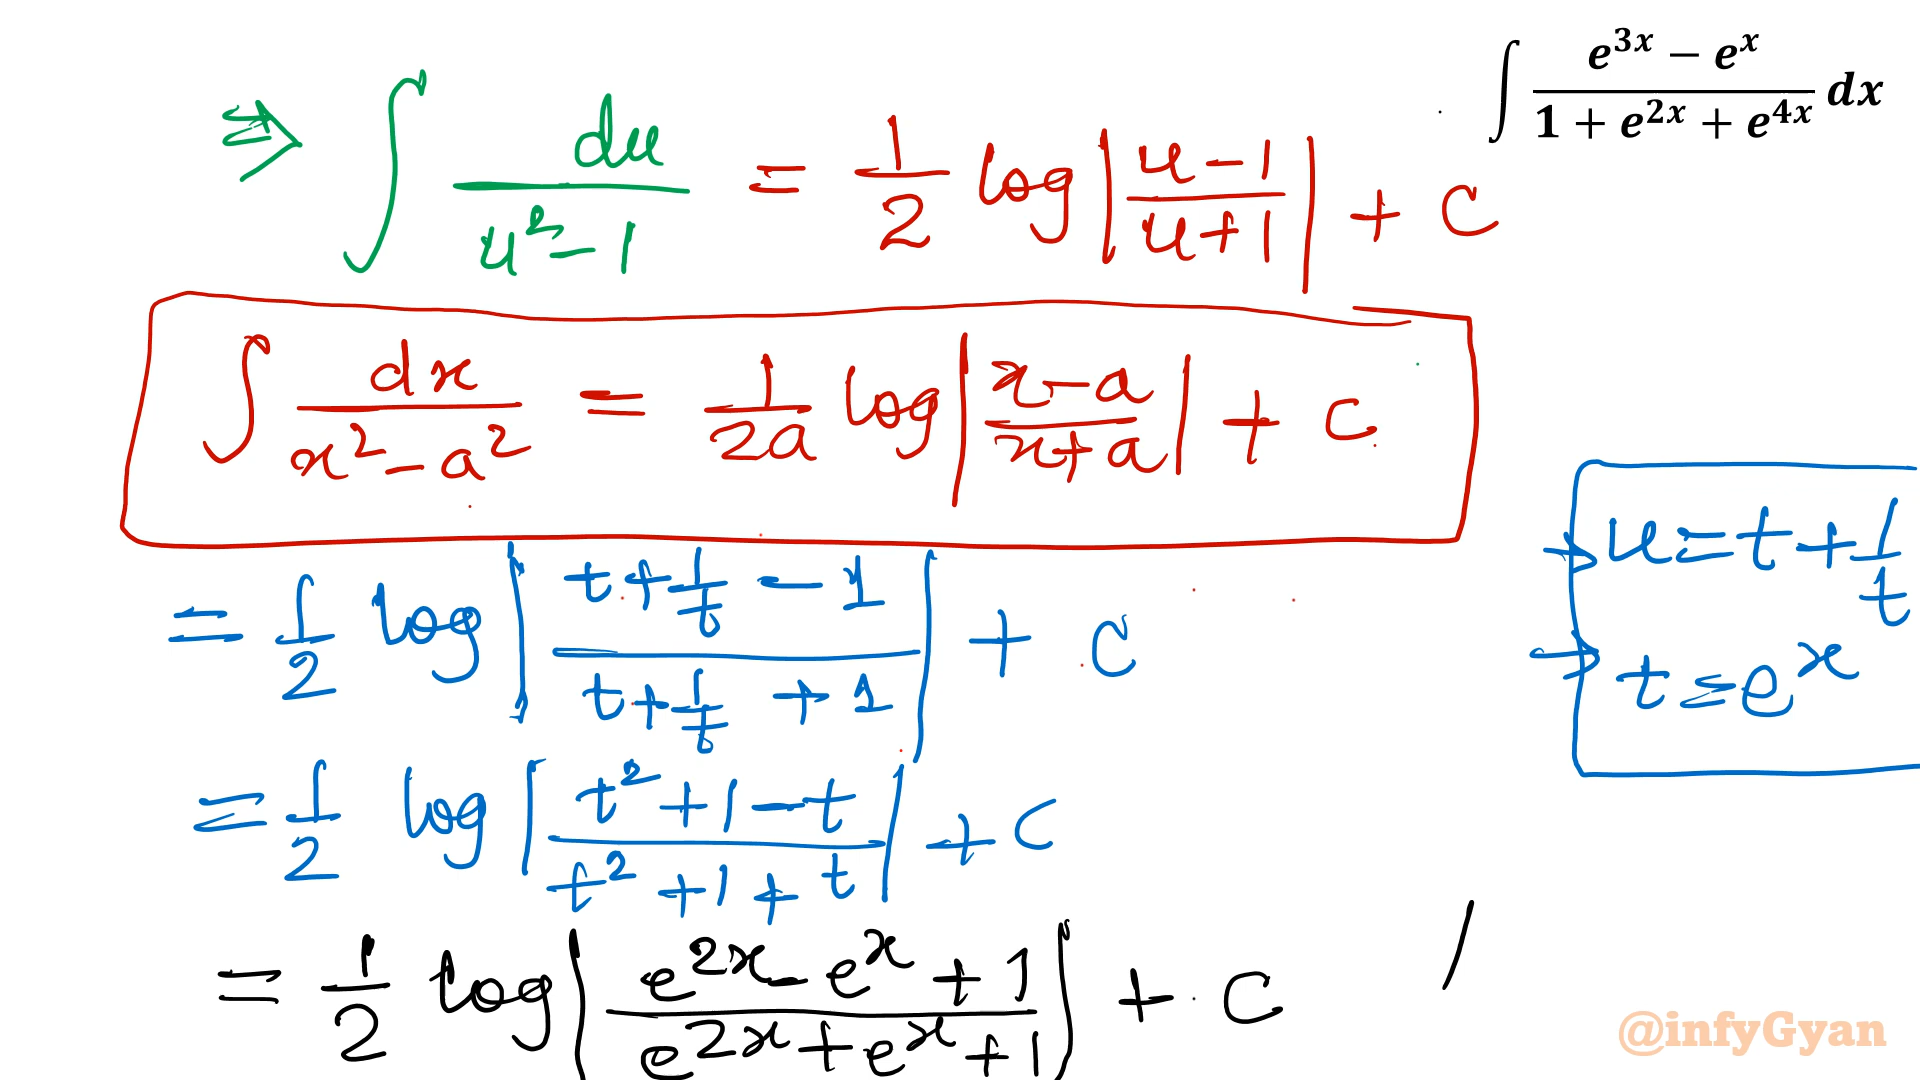 ∫ (e^{3x} − e^x)/(1 + e^{2x} + e^{4x}) dx
⇒ ∫ du/(u² − 1) = 1/2 log |(u − 1)/(u + 1)| + C
∫ dx/(x² − a²) = 1/2a log |(x − a)/(x + a)| + C
→ u = t + 1/t
→ t = e^x
= 1/2 log |(t + 1/t − 1)/(t + 1/t + 1)| + C
= 1/2 log |(t² + 1 − t)/(t² + 1 + t)| + C
= 1/2 log |(e^{2x} − e^x + 1)/(e^{2x} + e^x + 1)| + C
@infyGyan